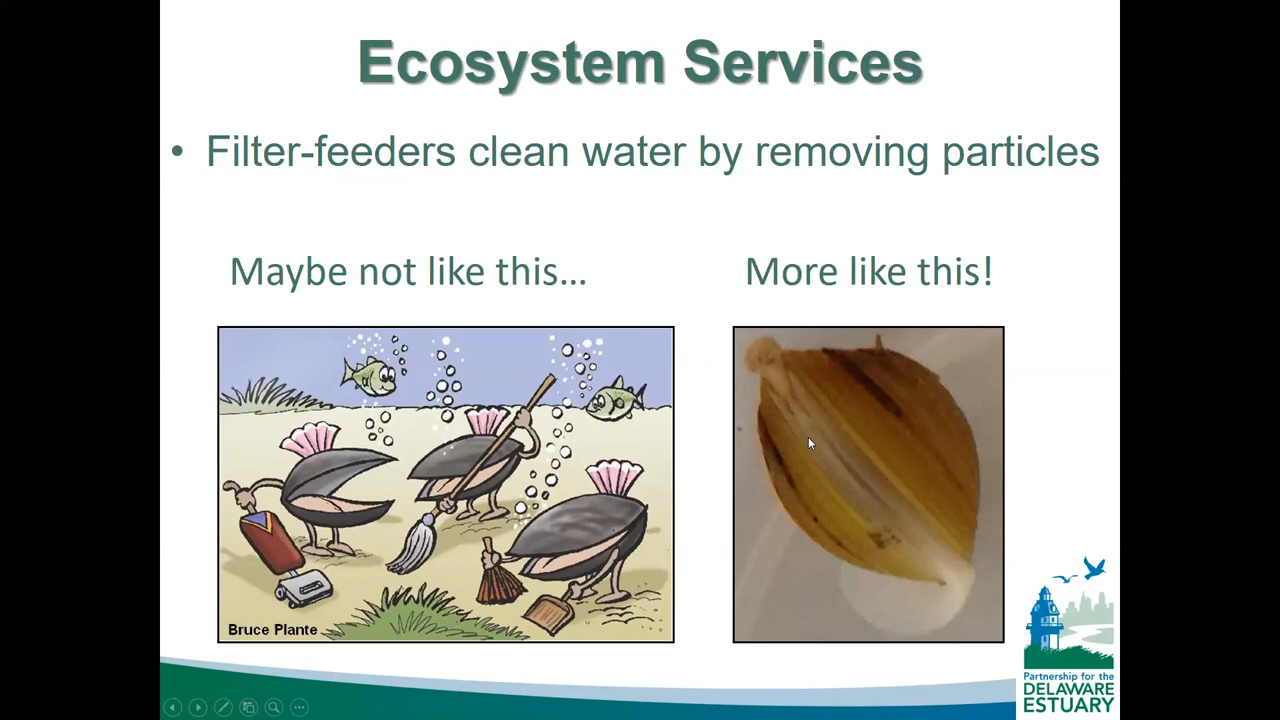 Ecosystem Services
• Filter-feeders clean water by removing particles
Maybe not like this...
More like this!
Bruce Plante
Partnership for the
DELAWARE
ESTUARY